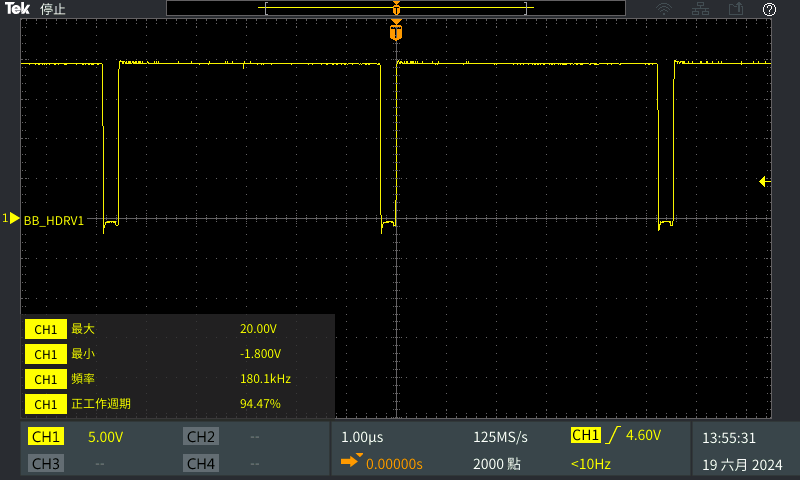 Tek 停止
T
T
1 BB_HDRV1
CH1 最大 20.00V
CH1 最小 -1.800V
CH1 頻率 180.1kHz
CH1 正工作週期 94.47%
CH1 5.00V CH2 -- 1.00µs 125MS/s CH1 4.60V 13:55:31
CH3 -- CH4 -- 0.00000s 2000 點 <10Hz 19 六月 2024